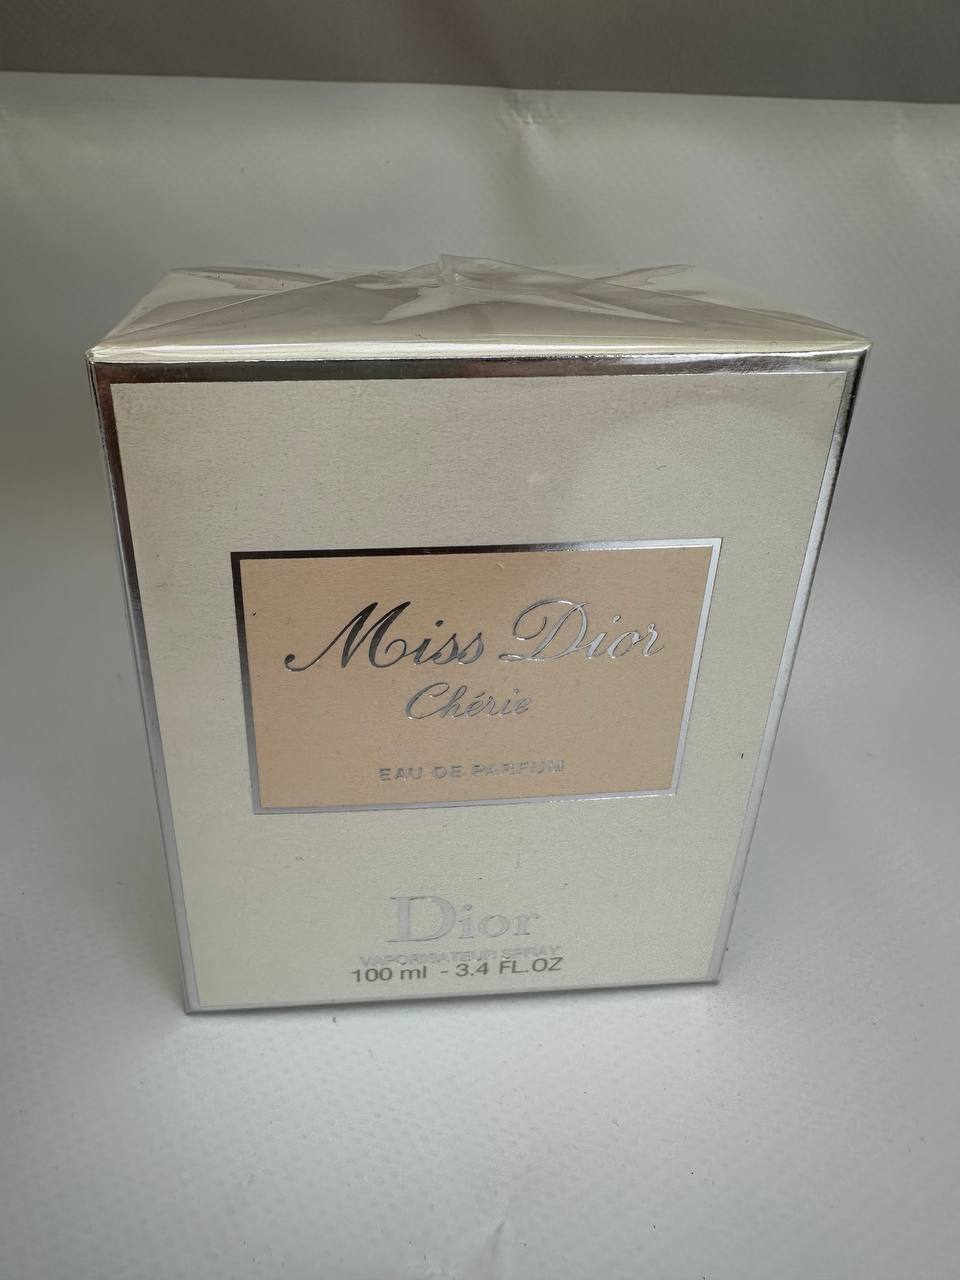 Miss Dior
Chérie
EAU DE PARFUM
Dior
VAPORISATEUR SPRAY
100 ml - 3.4 FL.OZ